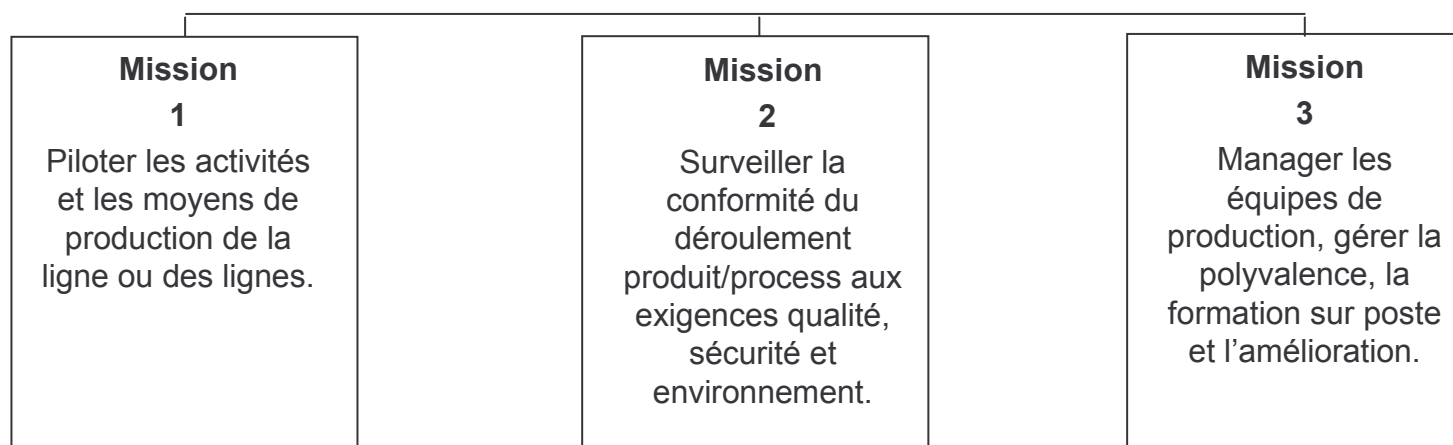 Mission
1
Piloter les activités
et les moyens de
production de la
ligne ou des lignes.
Mission
2
Surveiller la
conformité du
déroulement
produit/process aux
exigences qualité,
sécurité et
environnement.
Mission
3
Manager les
équipes de
production, gérer la
polyvalence, la
formation sur poste
et l’amélioration.